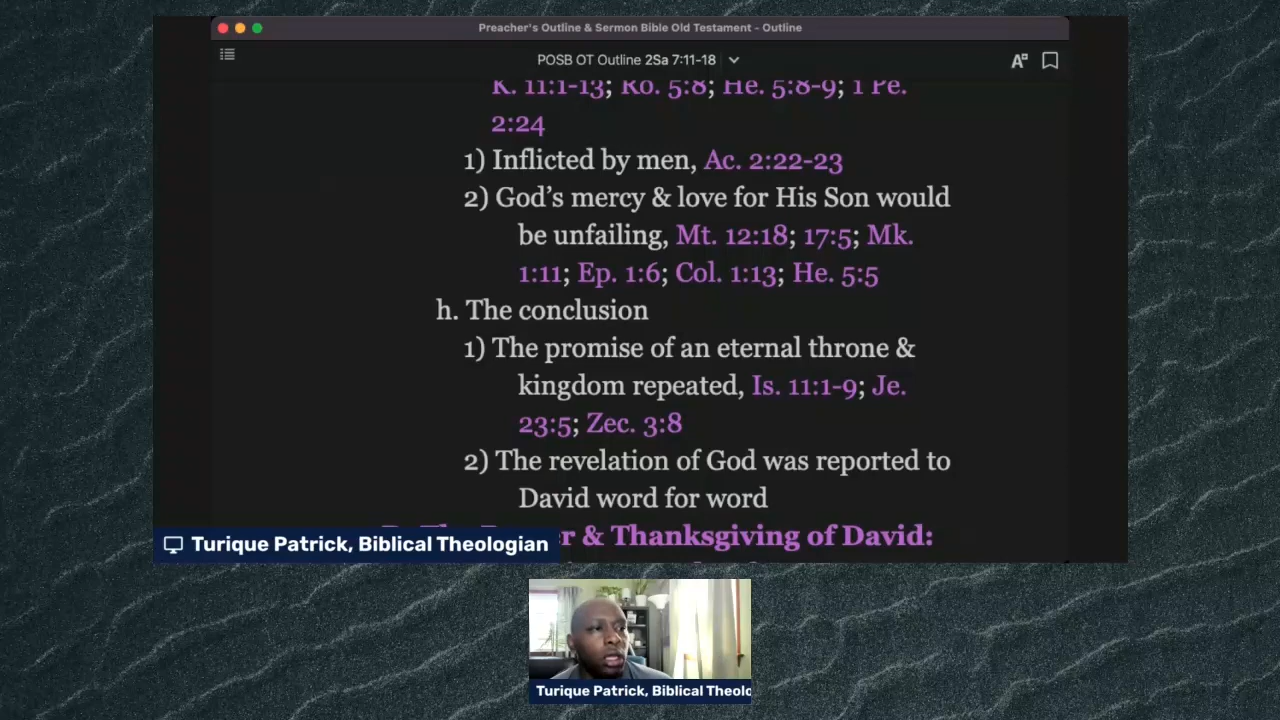 Preacher's Outline & Sermon Bible Old Testament - Outline
POSB OT Outline 2Sa 7:11-18
K. 11:1-13; Ro. 5:8; He. 5:8-9; 1 Pe.
2:24
1) Inflicted by men, Ac. 2:22-23
2) God’s mercy & love for His Son would
be unfailing, Mt. 12:18; 17:5; Mk.
1:11; Ep. 1:6; Col. 1:13; He. 5:5
h. The conclusion
1) The promise of an eternal throne &
kingdom repeated, Is. 11:1-9; Je.
23:5; Zec. 3:8
2) The revelation of God was reported to
David word for word
& Thanksgiving of David:
Turique Patrick, Biblical Theologian
Turique Patrick, Biblical Theolo